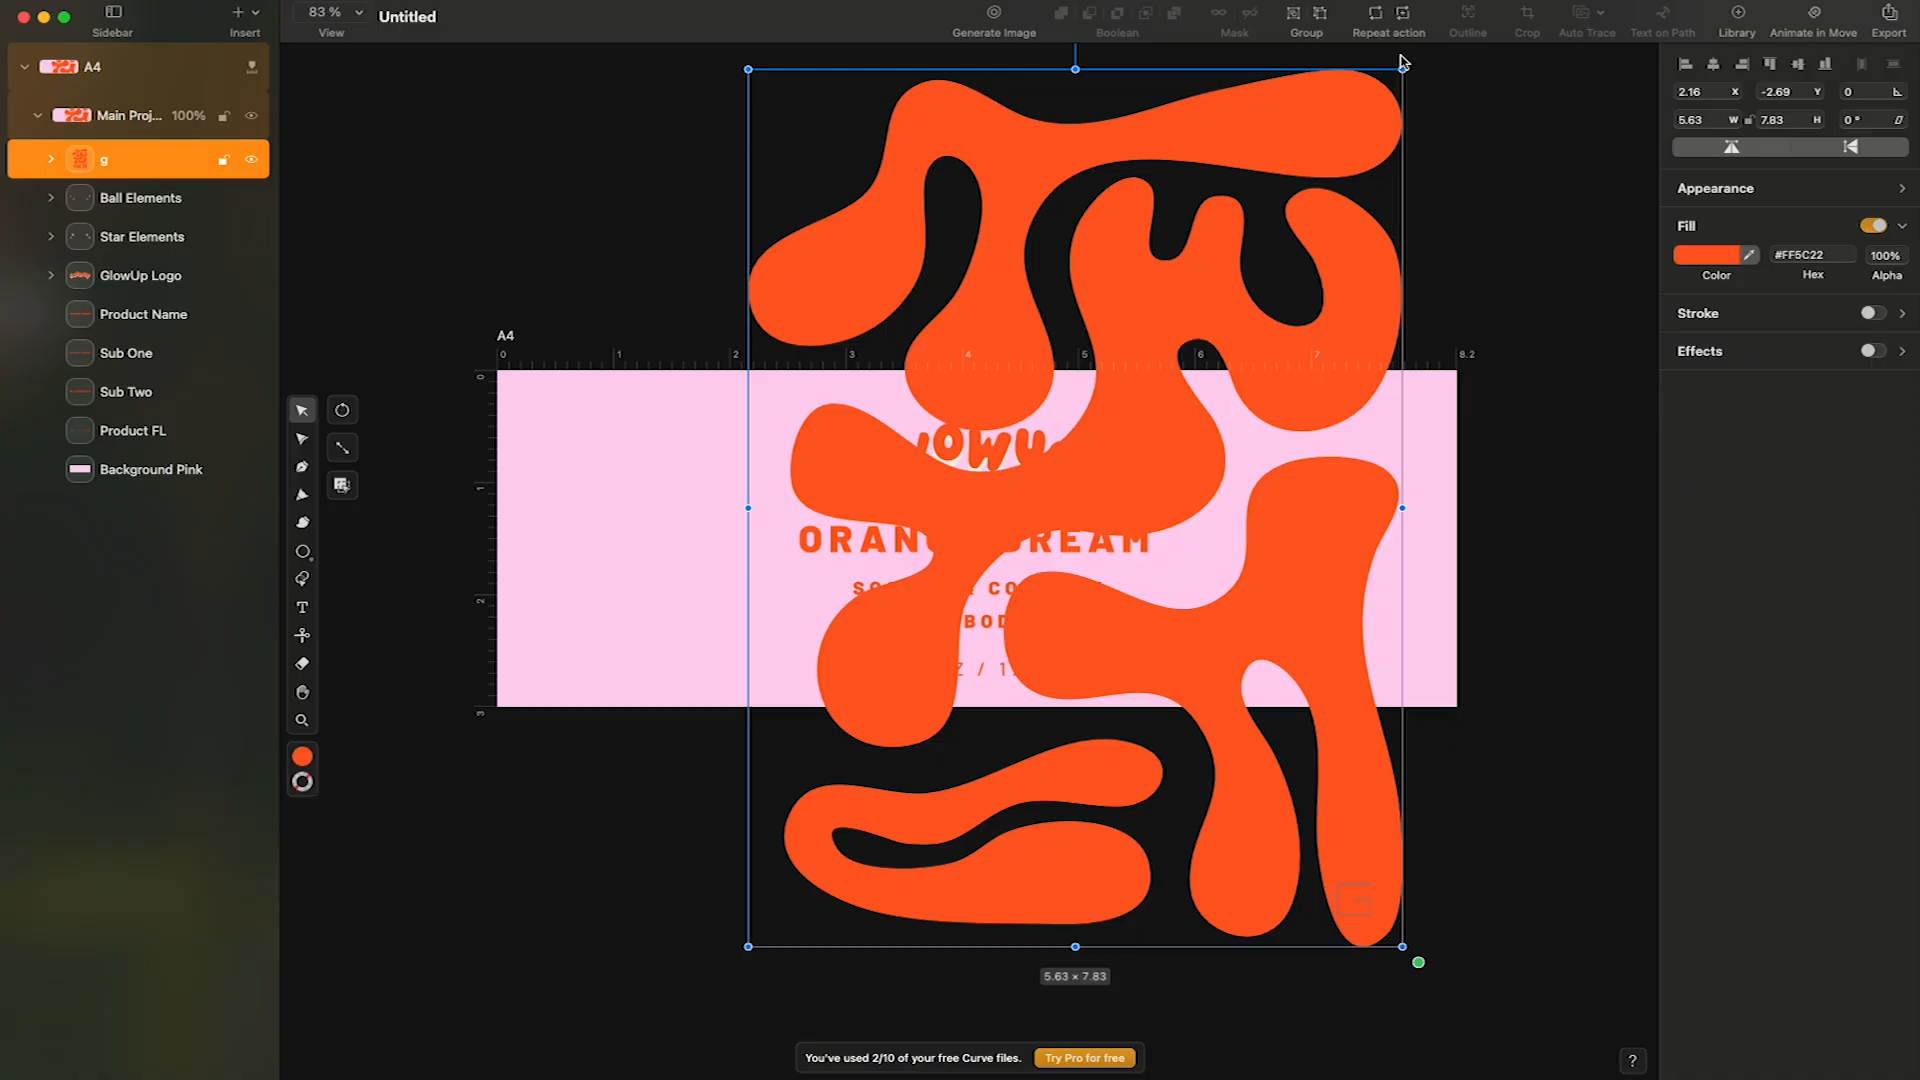 83 %
Untitled
Sidebar
Insert
View
Generate Image
Boolean
Mask
Group
Repeat action
Outline
Crop
Auto Trace
Text on Path
Library
Animate in Move
Export
A4
Main Proj... 100%
g
Ball Elements
Star Elements
GlowUp Logo
Product Name
Sub One
Sub Two
Product FL
Background Pink
2.16 X
-2.69 Y
0
5.63 W
7.83 H
0°
Appearance
Fill
#FF5C22
100%
Color
Hex
Alpha
Stroke
Effects
A4
0 1 2 3 4 5 6 7 8.2
0
1
2
3
5.63 × 7.83
You've used 2/10 of your free Curve files.
Try Pro for free
?